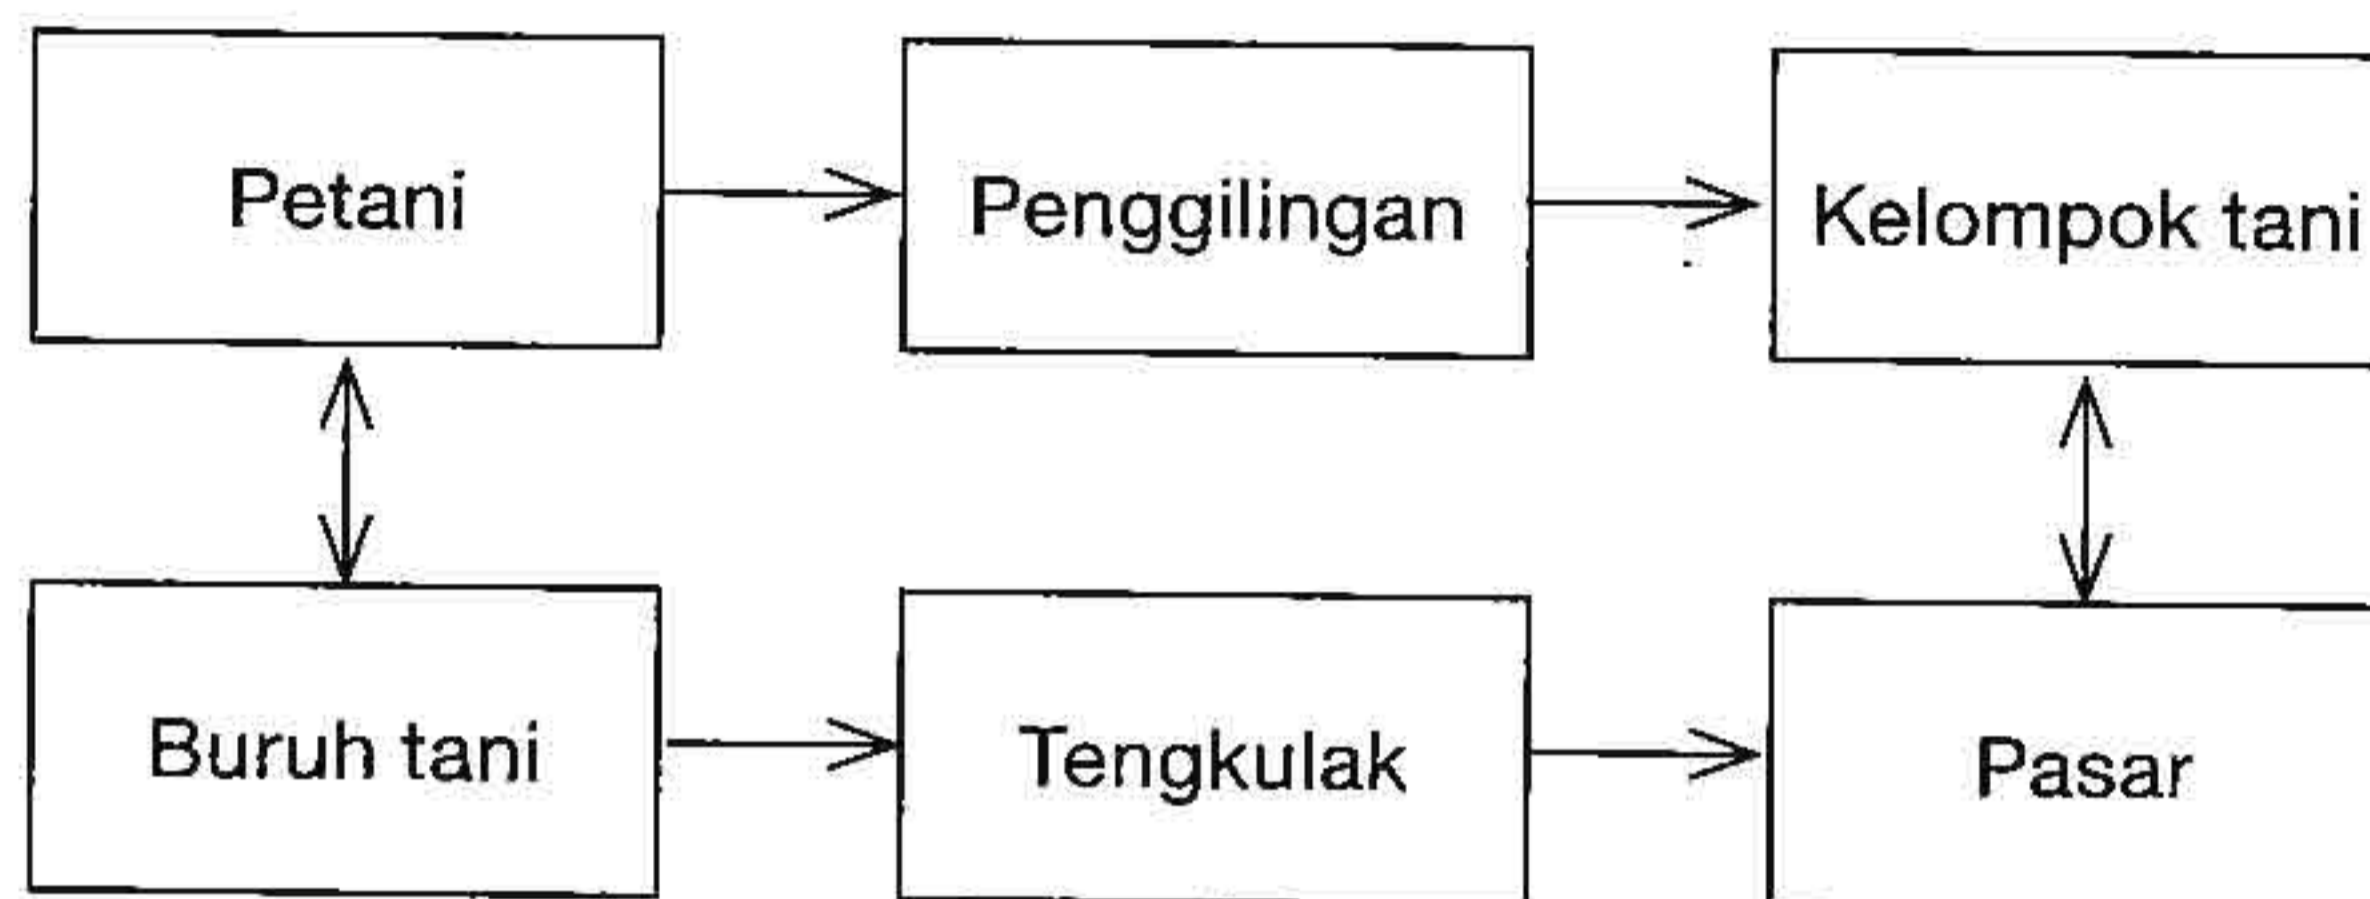 Petani
Penggilingan
Kelompok tani
Buruh tani
Tengkulak
Pasar